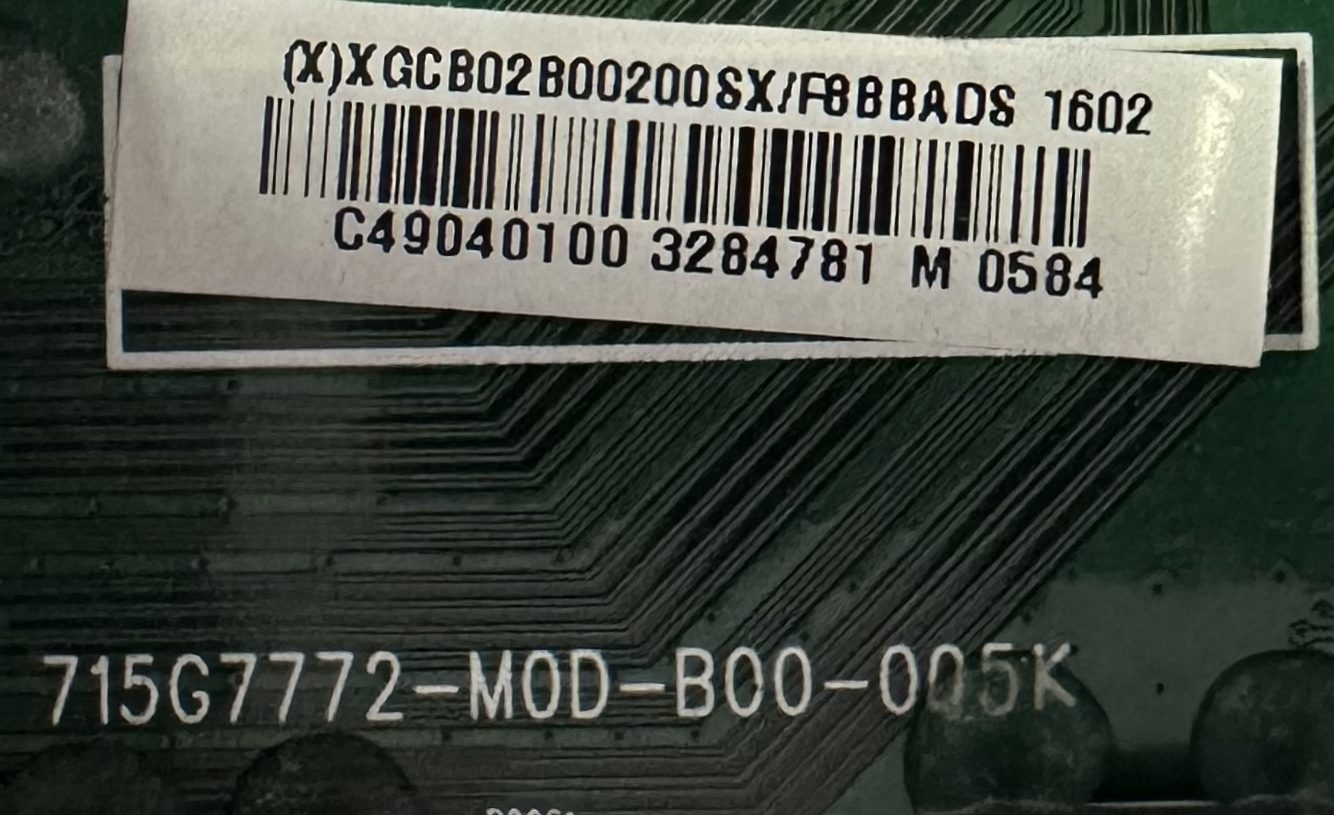 (X)XGCB02B00200SX/F8BBADS 1602
C49040100 3284781 M 0584
715G7772-M0D-B00-005K